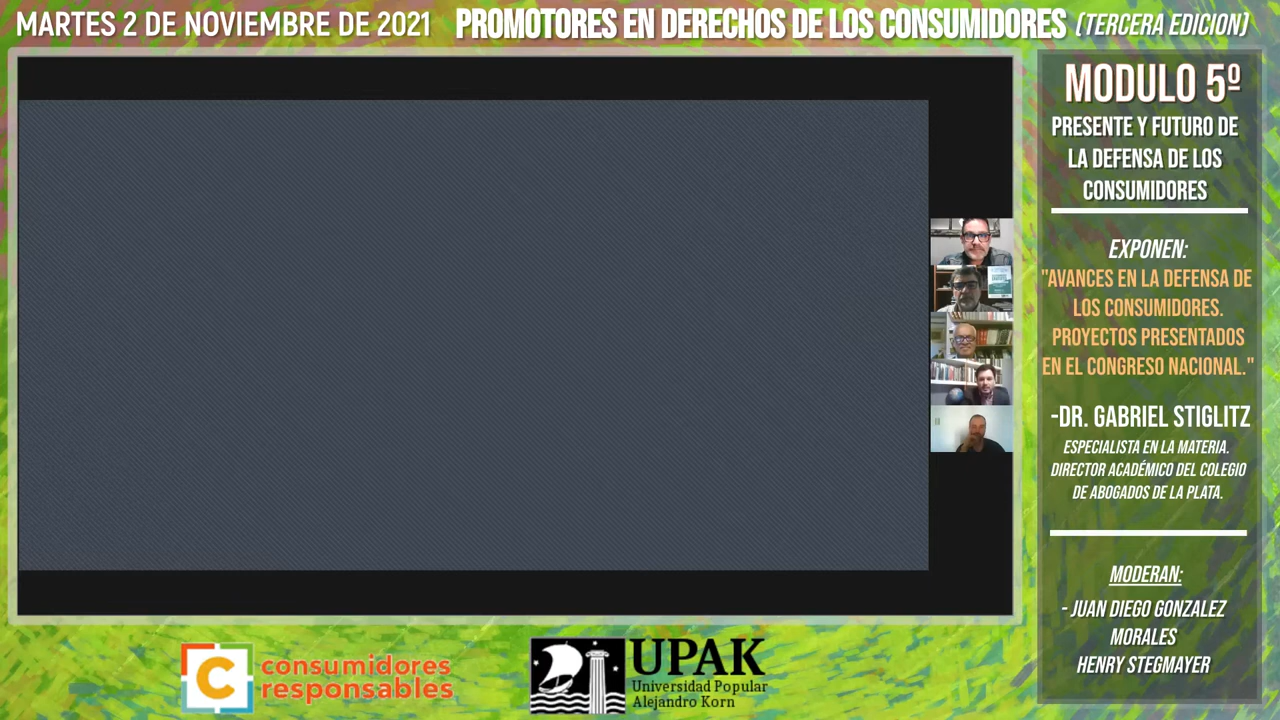 MARTES 2 DE NOVIEMBRE DE 2021 PROMOTORES EN DERECHOS DE LOS CONSUMIDORES (TERCERA EDICION)
MODULO 5º
PRESENTE Y FUTURO DE
LA DEFENSA DE LOS
CONSUMIDORES
EXPONEN:
"AVANCES EN LA DEFENSA DE
LOS CONSUMIDORES.
PROYECTOS PRESENTADOS
EN EL CONGRESO NACIONAL."
-DR. GABRIEL STIGLITZ
ESPECIALISTA EN LA MATERIA.
DIRECTOR ACADÉMICO DEL COLEGIO
DE ABOGADOS DE LA PLATA.
MODERAN:
- JUAN DIEGO GONZALEZ
MORALES
HENRY STEGMAYER
C consumidores
responsables
UPAK
Universidad Popular
Alejandro Korn